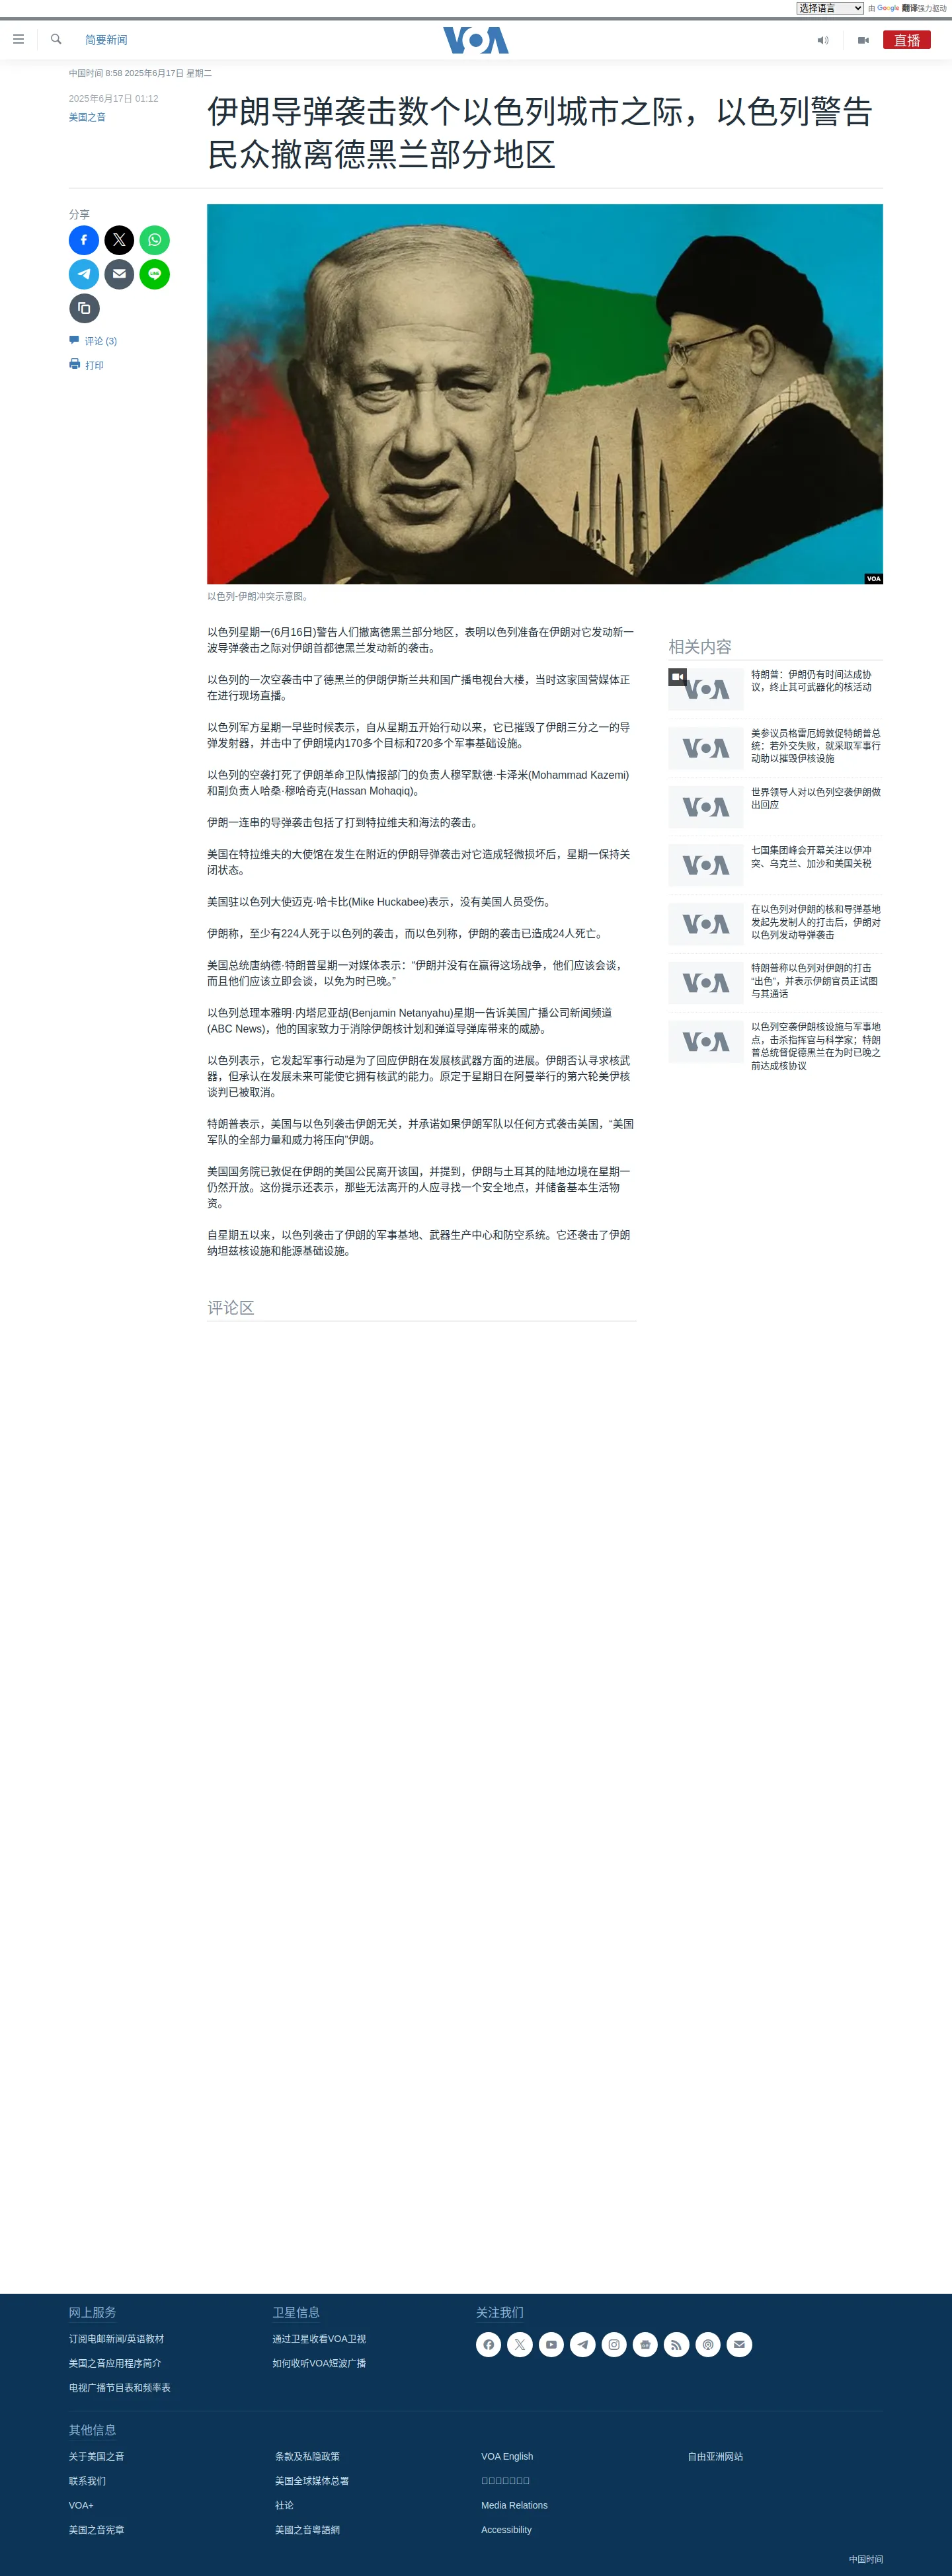 选择语言
由 Google 翻译强力驱动
简要新闻
VOA
直播
中国时间 8:58 2025年6月17日 星期二
2025年6月17日 01:12
美国之音
伊朗导弹袭击数个以色列城市之际，以色列警告
民众撤离德黑兰部分地区
分享
LINE
评论 (3)
打印
VOA
以色列-伊朗冲突示意图。
以色列星期一(6月16日)警告人们撤离德黑兰部分地区，表明以色列准备在伊朗对它发动新一
波导弹袭击之际对伊朗首都德黑兰发动新的袭击。
以色列的一次空袭击中了德黑兰的伊朗伊斯兰共和国广播电视台大楼，当时这家国营媒体正
在进行现场直播。
以色列军方星期一早些时候表示，自从星期五开始行动以来，它已摧毁了伊朗三分之一的导
弹发射器，并击中了伊朗境内170多个目标和720多个军事基础设施。
以色列的空袭打死了伊朗革命卫队情报部门的负责人穆罕默德·卡泽米(Mohammad Kazemi)
和副负责人哈桑·穆哈奇克(Hassan Mohaqiq)。
伊朗一连串的导弹袭击包括了打到特拉维夫和海法的袭击。
美国在特拉维夫的大使馆在发生在附近的伊朗导弹袭击对它造成轻微损坏后，星期一保持关
闭状态。
美国驻以色列大使迈克·哈卡比(Mike Huckabee)表示，没有美国人员受伤。
伊朗称，至少有224人死于以色列的袭击，而以色列称，伊朗的袭击已造成24人死亡。
美国总统唐纳德·特朗普星期一对媒体表示：“伊朗并没有在赢得这场战争，他们应该会谈，
而且他们应该立即会谈，以免为时已晚。”
以色列总理本雅明·内塔尼亚胡(Benjamin Netanyahu)星期一告诉美国广播公司新闻频道
(ABC News)，他的国家致力于消除伊朗核计划和弹道导弹库带来的威胁。
以色列表示，它发起军事行动是为了回应伊朗在发展核武器方面的进展。伊朗否认寻求核武
器，但承认在发展未来可能使它拥有核武的能力。原定于星期日在阿曼举行的第六轮美伊核
谈判已被取消。
特朗普表示，美国与以色列袭击伊朗无关，并承诺如果伊朗军队以任何方式袭击美国，“美国
军队的全部力量和威力将压向”伊朗。
美国国务院已敦促在伊朗的美国公民离开该国，并提到，伊朗与土耳其的陆地边境在星期一
仍然开放。这份提示还表示，那些无法离开的人应寻找一个安全地点，并储备基本生活物
资。
自星期五以来，以色列袭击了伊朗的军事基地、武器生产中心和防空系统。它还袭击了伊朗
纳坦兹核设施和能源基础设施。
相关内容
VOA
特朗普：伊朗仍有时间达成协
议，终止其可武器化的核活动
VOA
美参议员格雷厄姆敦促特朗普总
统：若外交失败，就采取军事行
动助以摧毁伊核设施
VOA
世界领导人对以色列空袭伊朗做
出回应
VOA
七国集团峰会开幕关注以伊冲
突、乌克兰、加沙和美国关税
VOA
在以色列对伊朗的核和导弹基地
发起先发制人的打击后，伊朗对
以色列发动导弹袭击
VOA
特朗普称以色列对伊朗的打击
“出色”，并表示伊朗官员正试图
与其通话
VOA
以色列空袭伊朗核设施与军事地
点，击杀指挥官与科学家；特朗
普总统督促德黑兰在为时已晚之
前达成核协议
评论区
网上服务
订阅电邮新闻/英语教材
美国之音应用程序简介
电视广播节目表和频率表
卫星信息
通过卫星收看VOA卫视
如何收听VOA短波广播
关注我们
其他信息
关于美国之音
联系我们
VOA+
美国之音宪章
条款及私隐政策
美国全球媒体总署
社论
美國之音粵語網
VOA English
Media Relations
Accessibility
自由亚洲网站
中国时间